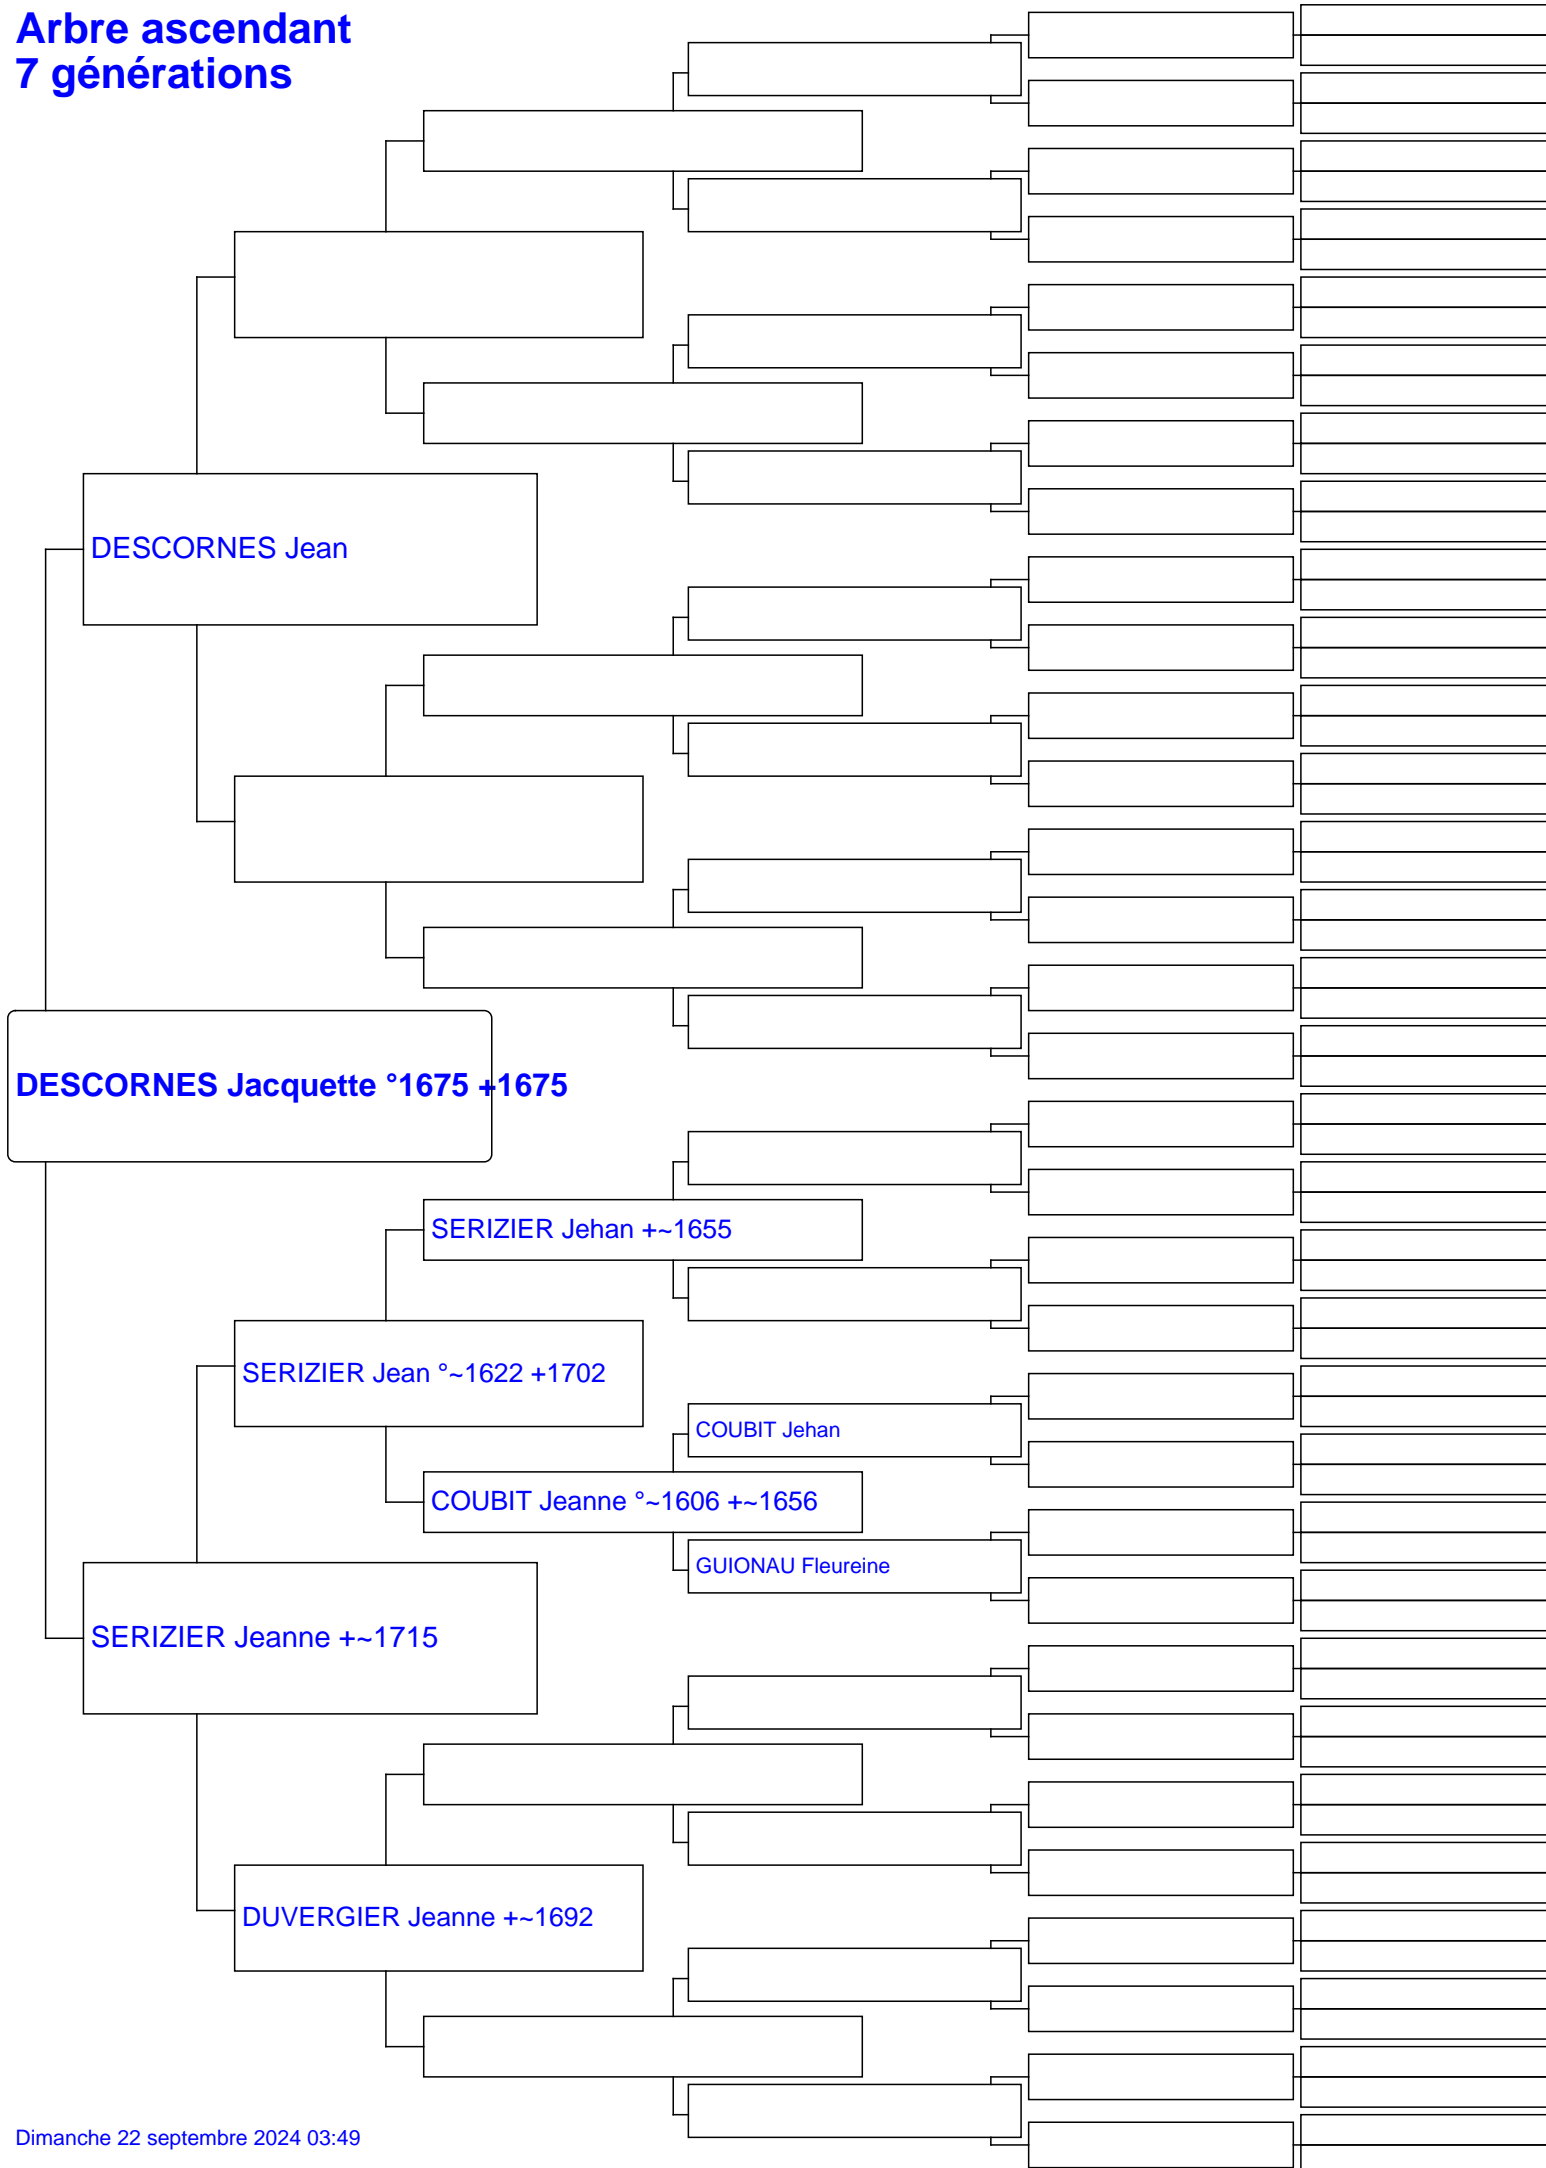 Arbre ascendant
7 générations
DESCORNES Jean
DESCORNES Jacquette °1675 +1675
SERIZIER Jehan +~1655
SERIZIER Jean °~1622 +1702
COUBIT Jehan
COUBIT Jeanne °~1606 +~1656
GUIONAU Fleureine
SERIZIER Jeanne +~1715
DUVERGIER Jeanne +~1692
Dimanche 22 septembre 2024 03:49